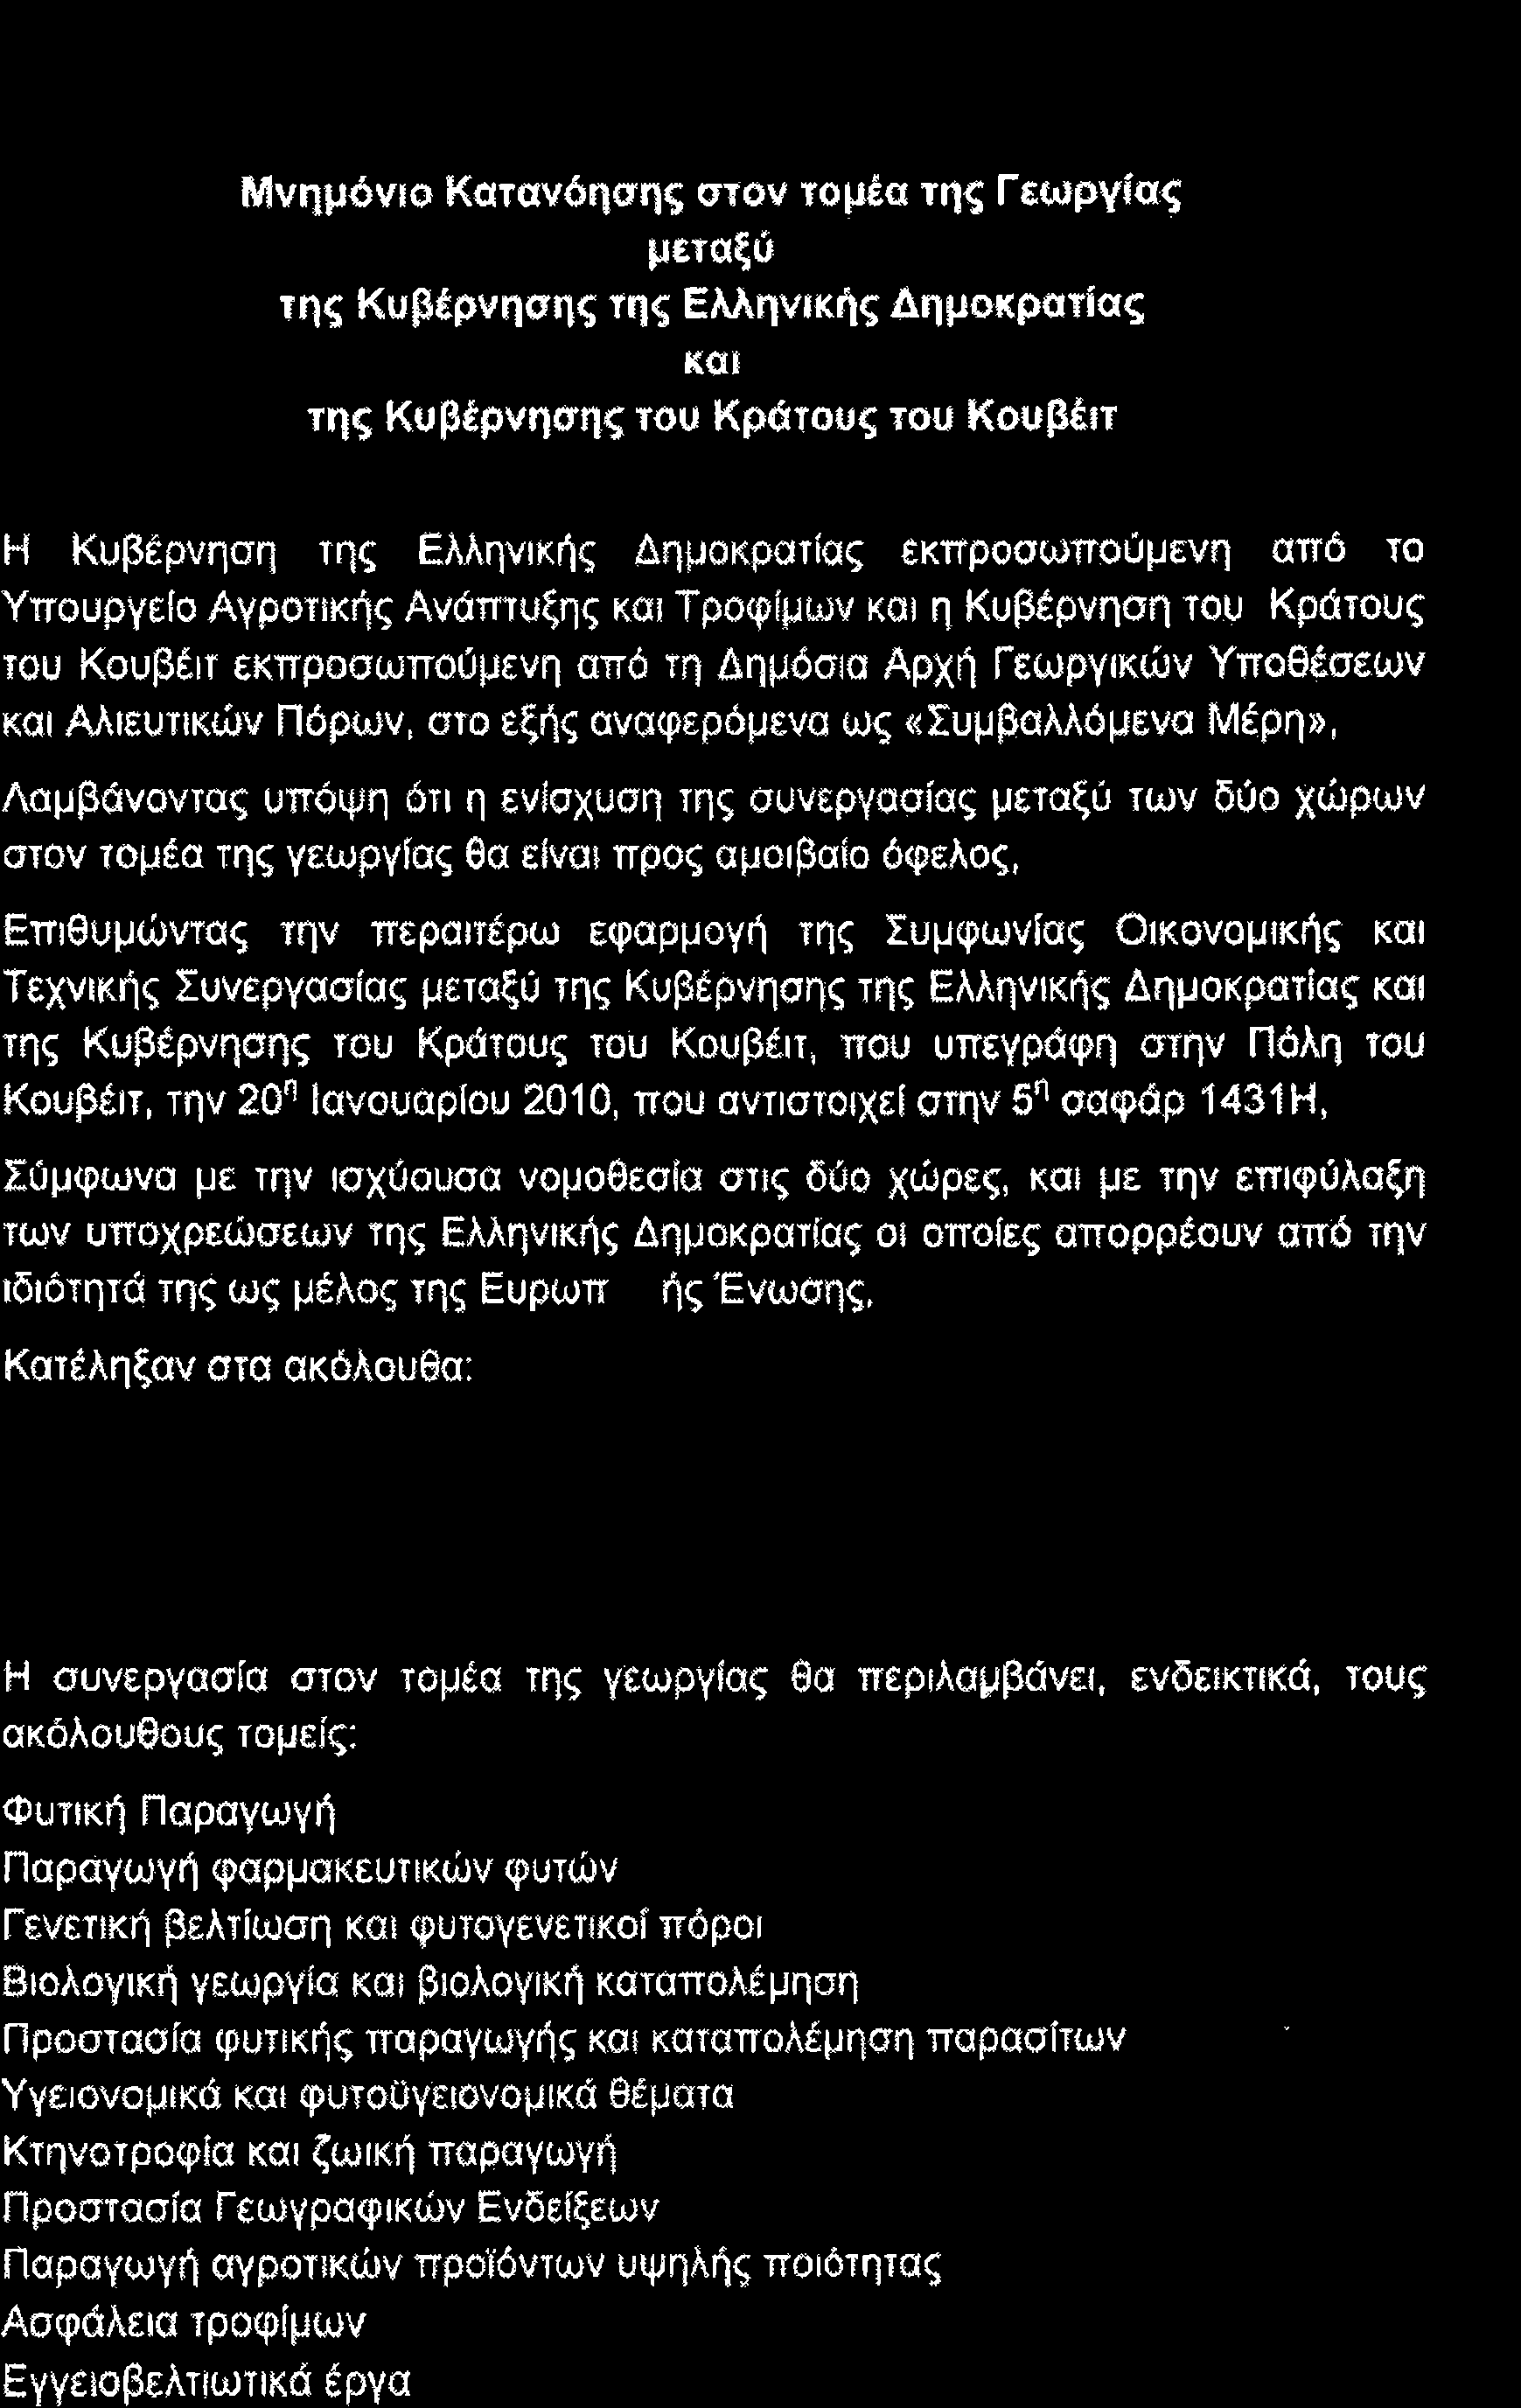 Μνημόνιο Κατανόησης στον τομέα της Γεωργίας
μεταξύ
της Κυβέρνησης της Ελληνικής Δημοκρατίας
και
της Κυβέρνησης του Κράτους του Κουβέιτ
Η Κυβέρνηση της Ελληνικής Δημοκρατίας εκπροσωπούμενη από το
Υπουργείο Αγροτικής Ανάπτυξης και Τροφίμων και η Κυβέρνηση του Κράτους
του Κουβέιτ εκπροσωπούμενη από τη Δημόσια Αρχή Γεωργικών Υποθέσεων
και Αλιευτικών Πόρων, στο εξής αναφερόμενα ως «Συμβαλλόμενα Μέρη»,
Λαμβάνοντας υπόψη ότι η ενίσχυση της συνεργασίας μεταξύ των δύο χώρων
στον τομέα της γεωργίας θα είναι προς αμοιβαίο όφελος,
Επιθυμώντας την περαιτέρω εφαρμογή της Συμφωνίας Οικονομικής και
Τεχνικής Συνεργασίας μεταξύ της Κυβέρνησης της Ελληνικής Δημοκρατίας και
της Κυβέρνησης του Κράτους του Κουβέιτ, που υπεγράφη στην Πόλη του
Κουβέιτ, την 20η Ιανουαρίου 2010, που αντιστοιχεί στην 5η σαφάρ 1431Η,
Σύμφωνα με την ισχύουσα νομοθεσία στις δύο χώρες, και με την επιφύλαξη
των υποχρεώσεων της Ελληνικής Δημοκρατίας οι οποίες απορρέουν από την
ιδιότητά της ως μέλος της Ευρωπ ής Ένωσης,
Κατέληξαν στα ακόλουθα:
Η συνεργασία στον τομέα της γεωργίας θα περιλαμβάνει, ενδεικτικά, τους
ακόλουθους τομείς:
Φυτική Παραγωγή
Παραγωγή φαρμακευτικών φυτών
Γενετική βελτίωση και φυτογενετικοί πόροι
Βιολογική γεωργία και βιολογική καταπολέμηση
Προστασία φυτικής παραγωγής και καταπολέμηση παρασίτων
Υγειονομικά και φυτοϋγειονομικά θέματα
Κτηνοτροφία και ζωική παραγωγή
Προστασία Γεωγραφικών Ενδείξεων
Παραγωγή αγροτικών προϊόντων υψηλής ποιότητας
Ασφάλεια τροφίμων
Εγγειοβελτιωτικά έργα